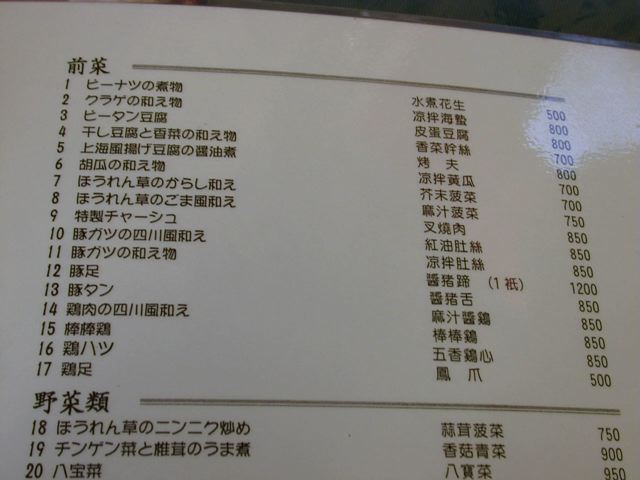 前菜
1 ピーナツの煮物 水煮花生 500
2 クラゲの和え物 凉拌海蜇 800
3 ピータン豆腐 皮蛋豆腐 800
4 干し豆腐と香菜の和え物 香菜幹絲 700
5 上海風揚げ豆腐の醤油煮 烤 夫 800
6 胡瓜の和え物 凉拌黄瓜 700
7 ほうれん草のからし和え 芥末菠菜 700
8 ほうれん草のごま風和え 麻汁菠菜 750
9 特製チャーシュ 叉燒肉 850
10 豚ガツの四川風和え 紅油肚絲 850
11 豚ガツの和え物 凉拌肚絲 850
12 豚足 醤猪蹄 (1 祇) 1200
13 豚タン 醤猪舌 850
14 鶏肉の四川風和え 麻汁醤鶏 850
15 棒棒鶏 棒棒鶏 850
16 鶏ハツ 五香鶏心 850
17 鶏足 鳳 爪 500
野菜類
18 ほうれん草のニンニク炒め 蒜茸菠菜 750
19 チンゲン菜と椎茸のうま煮 香菇青菜 900
20 八宝菜 八寶菜 950